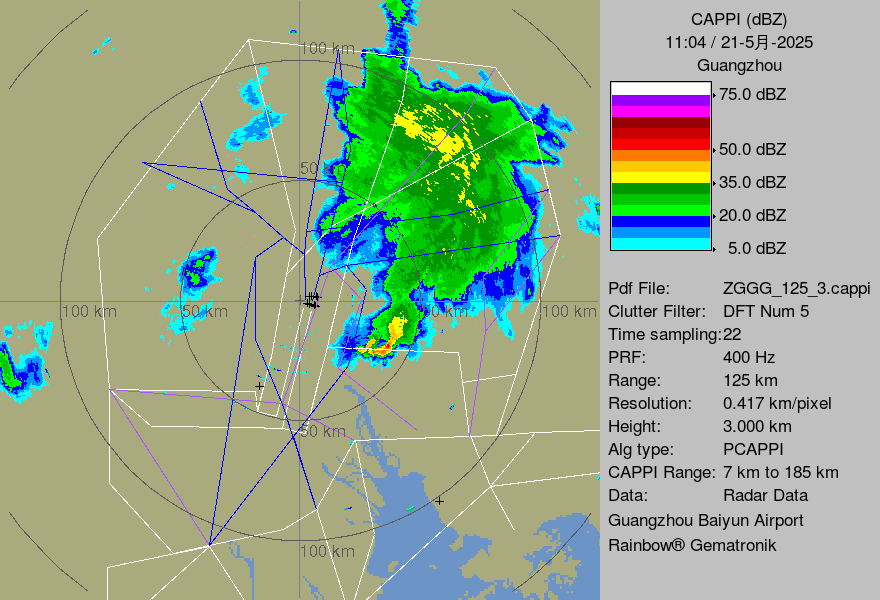 CAPPI (dBZ)
11:04 / 21-5月-2025
Guangzhou
75.0 dBZ
50.0 dBZ
35.0 dBZ
20.0 dBZ
5.0 dBZ
Pdf File: ZGGG_125_3.cappi
Clutter Filter: DFT Num 5
Time sampling:22
PRF: 400 Hz
Range: 125 km
Resolution: 0.417 km/pixel
Height: 3.000 km
Alg type: PCAPPI
CAPPI Range: 7 km to 185 km
Data: Radar Data
Guangzhou Baiyun Airport
Rainbow® Gematronik
100 km
50
100 km
50 km
km
100 km
50 km
100 km